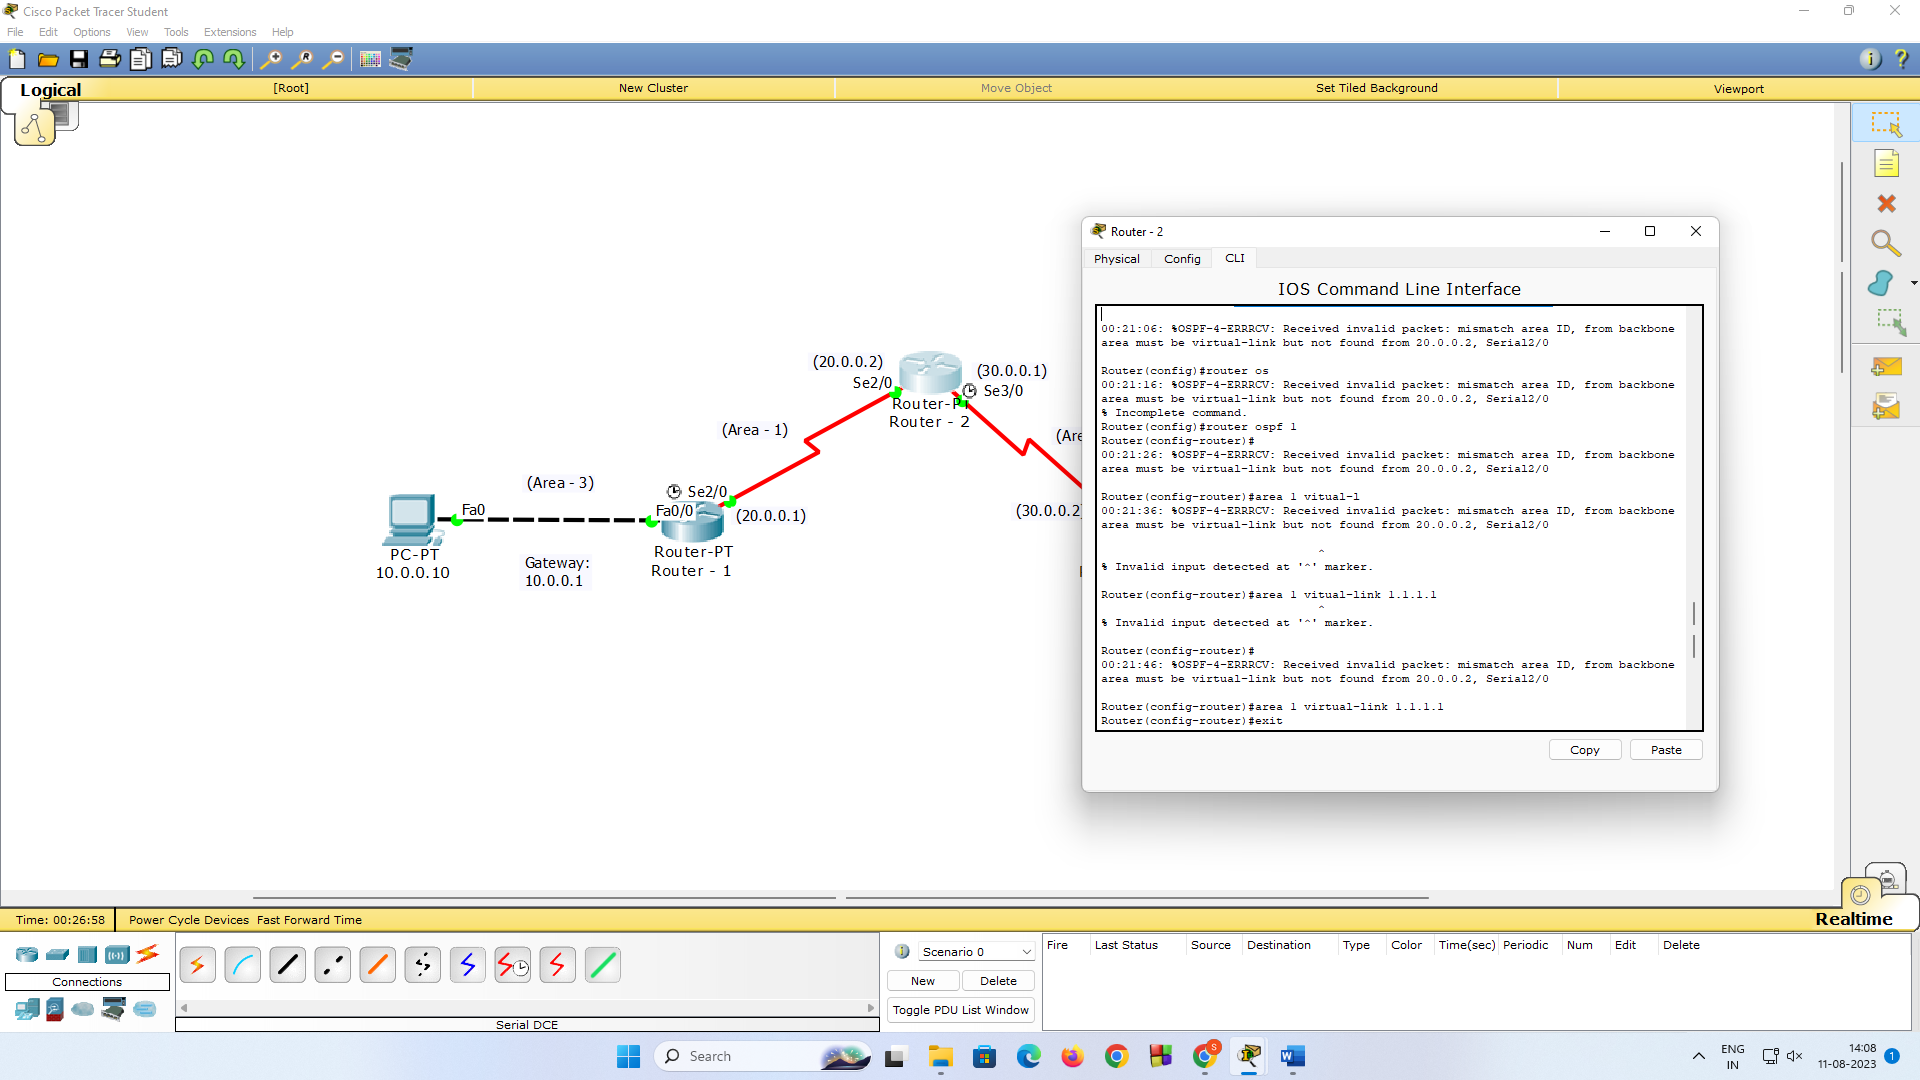 Cisco Packet Tracer Student
File Edit Options View Tools Extensions Help
Logical
[Root]
New Cluster
Move Object
Set Tiled Background
Viewport
(20.0.0.2)
(30.0.0.1)
Se2/0
Se3/0
Router-PT
Router - 2
(Area - 1)
(Are
(Area - 3)
Se2/0
Fa0
Fa0/0
(20.0.0.1)
(30.0.0.2)
PC-PT
10.0.0.10
Gateway:
10.0.0.1
Router-PT
Router - 1
Router - 2
Physical Config CLI
IOS Command Line Interface
00:21:06: %OSPF-4-ERRRCV: Received invalid packet: mismatch area ID, from backbone
area must be virtual-link but not found from 20.0.0.2, Serial2/0
Router(config)#router os
00:21:16: %OSPF-4-ERRRCV: Received invalid packet: mismatch area ID, from backbone
area must be virtual-link but not found from 20.0.0.2, Serial2/0
% Incomplete command.
Router(config)#router ospf 1
Router(config-router)#
00:21:26: %OSPF-4-ERRRCV: Received invalid packet: mismatch area ID, from backbone
area must be virtual-link but not found from 20.0.0.2, Serial2/0
Router(config-router)#area 1 vitual-l
00:21:36: %OSPF-4-ERRRCV: Received invalid packet: mismatch area ID, from backbone
area must be virtual-link but not found from 20.0.0.2, Serial2/0
^
% Invalid input detected at '^' marker.
Router(config-router)#area 1 vitual-link 1.1.1.1
^
% Invalid input detected at '^' marker.
Router(config-router)#
00:21:46: %OSPF-4-ERRRCV: Received invalid packet: mismatch area ID, from backbone
area must be virtual-link but not found from 20.0.0.2, Serial2/0
Router(config-router)#area 1 virtual-link 1.1.1.1
Router(config-router)#exit
Copy
Paste
Time: 00:26:58
Power Cycle Devices Fast Forward Time
Realtime
Connections
Serial DCE
Scenario 0
New
Delete
Toggle PDU List Window
Fire Last Status Source Destination Type Color Time(sec) Periodic Num Edit Delete
Search
ENG
IN
14:08
11-08-2023
1